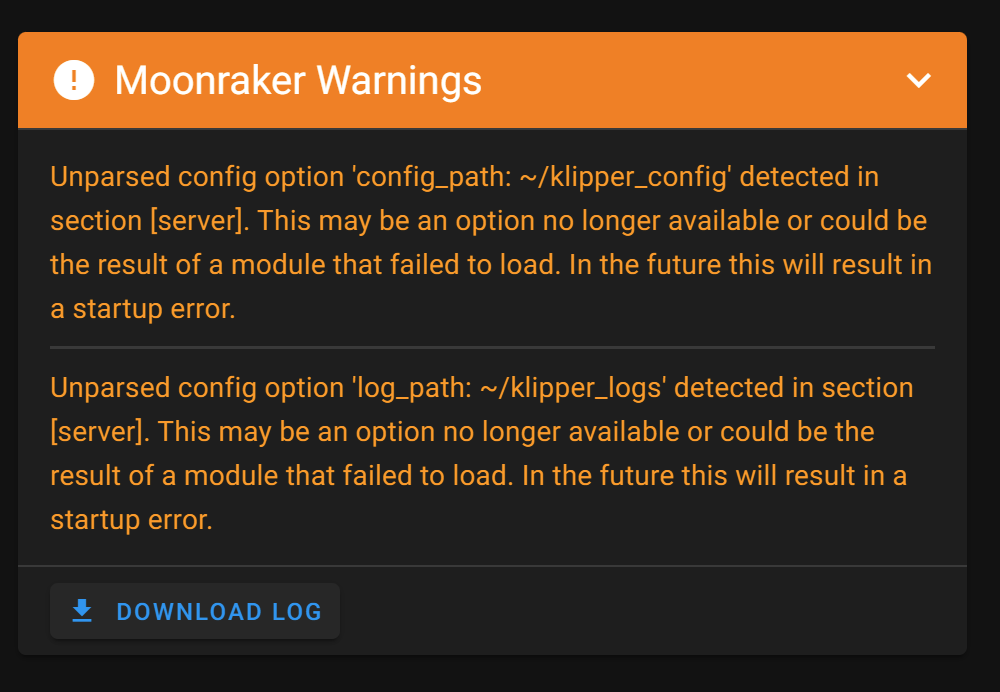 Moonraker Warnings
Unparsed config option 'config_path: ~/klipper_config' detected in
section [server]. This may be an option no longer available or could be
the result of a module that failed to load. In the future this will result in
a startup error.
Unparsed config option 'log_path: ~/klipper_logs' detected in section
[server]. This may be an option no longer available or could be the
result of a module that failed to load. In the future this will result in a
startup error.
DOWNLOAD LOG